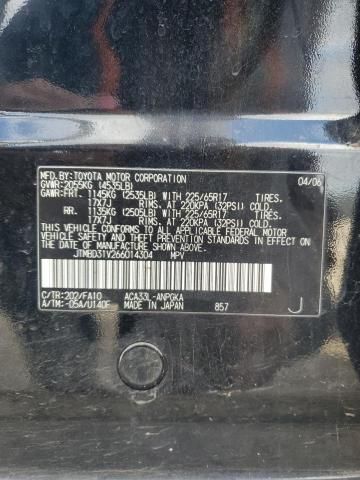 MFD.BY:TOYOTA MOTOR CORPORATION 04/06
GVWR:2055KG (4535LB)
GAWR:FRT. 1145KG (2535LB) WITH 225/65R17 TIRES,
17X7J RIMS, AT 220KPA (32PSI) COLD.
RR. 1135KG (2505LB) WITH 225/65R17 TIRES,
17X7J RIMS, AT 220KPA (32PSI) COLD.
THIS VEHICLE CONFORMS TO ALL APPLICABLE FEDERAL MOTOR
VEHICLE SAFETY AND THEFT PREVENTION STANDARDS IN
EFFECT ON THE DATE OF MANUFACTURE SHOWN ABOVE.
JTMBD31V266014304 MPV
C/TR:202/FA10 ACA33L-ANPGKA
A/TM:-05A/U140F MADE IN JAPAN 857 J